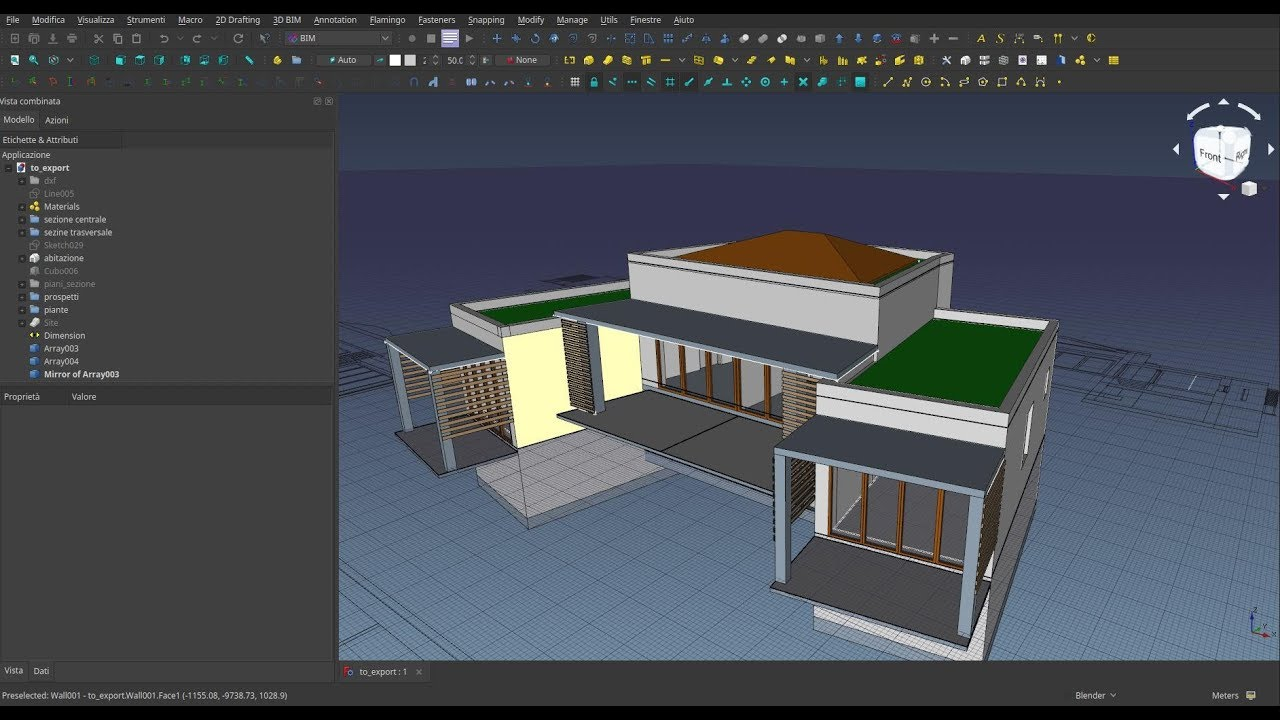 File Modifica Visualizza Strumenti Macro 2D Drafting 3D BIM Annotation Flamingo Fasteners Snapping Modify Manage Utils Finestre Aiuto
BIM
Auto 2 50.0 None
Vista combinata
Modello Azioni
Etichette & Attributi
Applicazione
to_export
dxf
Line005
Materials
sezione centrale
sezine trasversale
Sketch029
abitazione
Cubo006
piani_sezione
prospetti
piante
Site
Dimension
Array003
Array004
Mirror of Array003
Proprietà Valore
Front
Vista Dati
to_export : 1
Preselected: Wall001 - to_export.Wall001.Face1 (-1155.08, -9738.73, 1028.9) Blender Meters